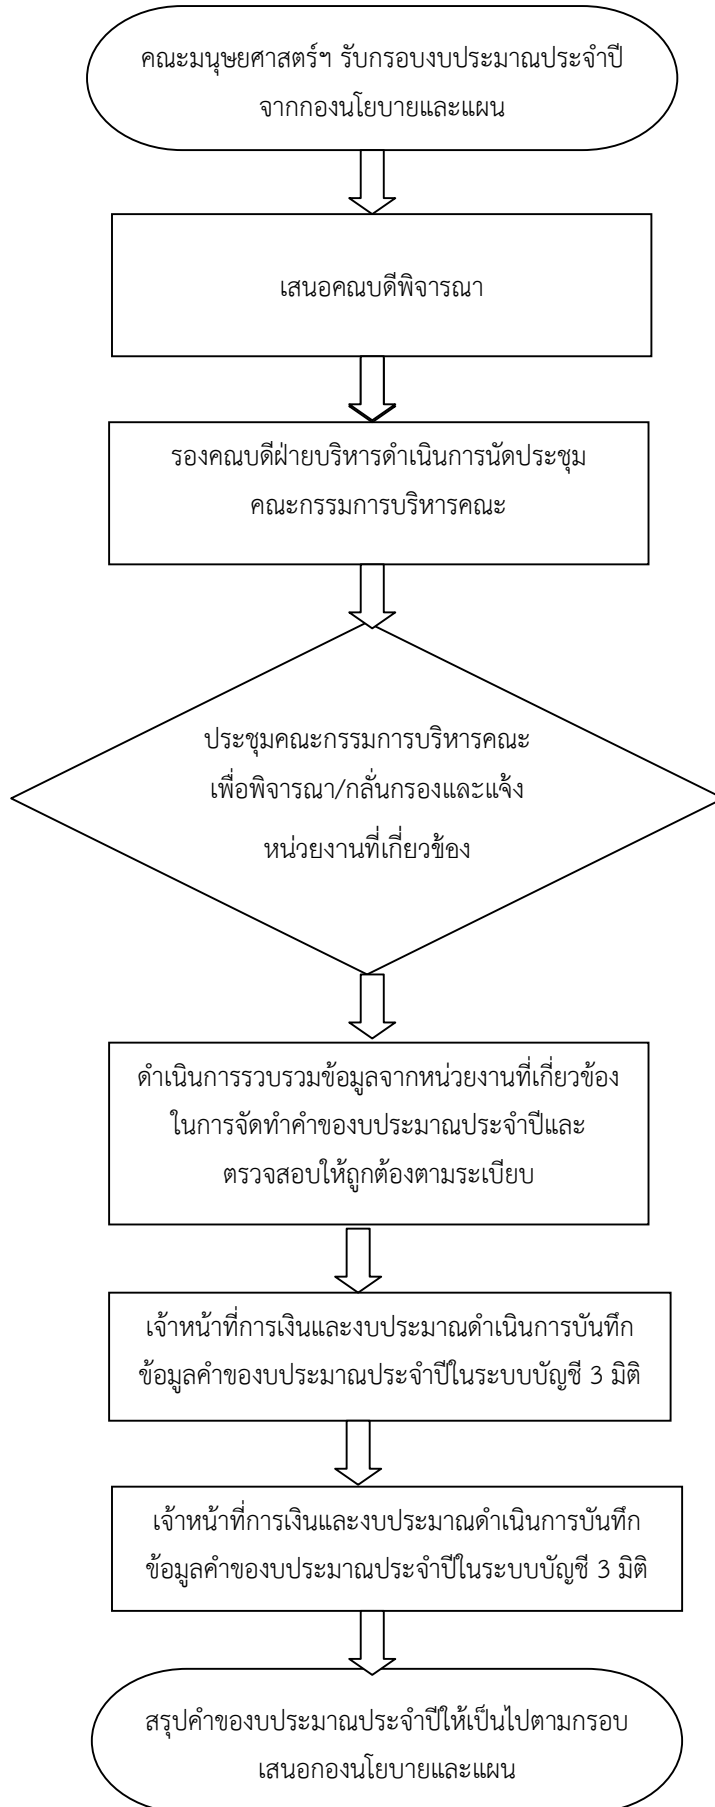 คณะมนุษยศาสตร์ฯ รับกรอบงบประมาณประจำปี
จากกองนโยบายและแผน
เสนอคณบดีพิจารณา
รองคณบดีฝ่ายบริหารดำเนินการนัดประชุม
คณะกรรมการบริหารคณะ
ประชุมคณะกรรมการบริหารคณะ
เพื่อพิจารณา/กลั่นกรองและแจ้ง
หน่วยงานที่เกี่ยวข้อง
ดำเนินการรวบรวมข้อมูลจากหน่วยงานที่เกี่ยวข้อง
ในการจัดทำคำของบประมาณประจำปีและ
ตรวจสอบให้ถูกต้องตามระเบียบ
เจ้าหน้าที่การเงินและงบประมาณดำเนินการบันทึก
ข้อมูลคำของบประมาณประจำปีในระบบบัญชี 3 มิติ
เจ้าหน้าที่การเงินและงบประมาณดำเนินการบันทึก
ข้อมูลคำของบประมาณประจำปีในระบบบัญชี 3 มิติ
สรุปคำของบประมาณประจำปีให้เป็นไปตามกรอบ
เสนอกองนโยบายและแผน